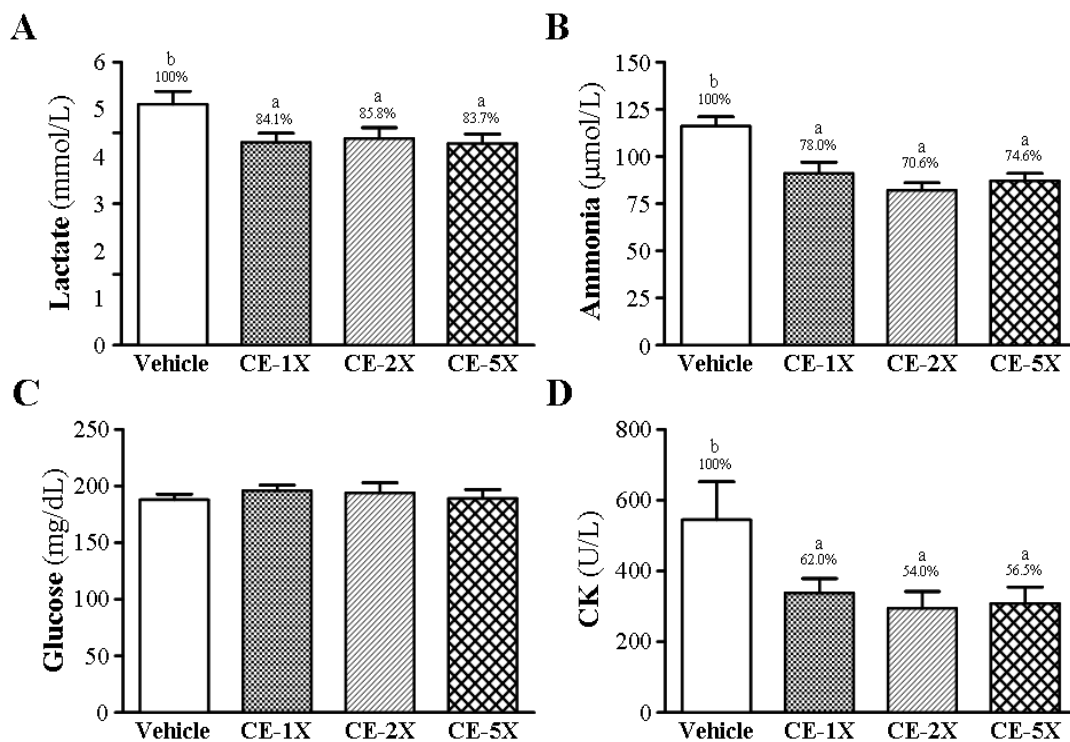 A
Lactate (mmol/L)
6
5
4
3
2
1
0
b
100%
a
84.1%
a
85.8%
a
83.7%
Vehicle CE-1X CE-2X CE-5X
B
Ammonia (μmol/L)
150
125
100
75
50
25
0
b
100%
a
78.0%
a
70.6%
a
74.6%
Vehicle CE-1X CE-2X CE-5X
C
Glucose (mg/dL)
250
200
150
100
50
0
Vehicle CE-1X CE-2X CE-5X
D
CK (U/L)
800
600
400
200
0
b
100%
a
62.0%
a
54.0%
a
56.5%
Vehicle CE-1X CE-2X CE-5X